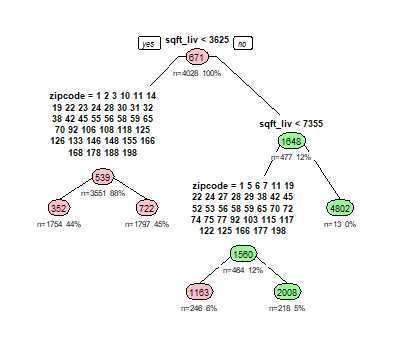 sqft_liv < 3625
yes
no
671
n=4028 100%
zipcode = 1 2 3 10 11 14
19 22 23 24 28 30 31 32
38 42 45 55 56 58 59 65
70 92 106 108 118 125
126 133 146 148 155 166
168 178 188 198
sqft_liv < 7355
1648
n=477 12%
539
n=3551 88%
zipcode = 1 5 6 7 11 19
22 24 27 28 29 38 42 45
52 53 56 58 59 65 70 72
74 75 77 92 103 115 117
122 125 166 177 198
352
n=1754 44%
722
n=1797 45%
4802
n=13 0%
1560
n=464 12%
1163
n=246 6%
2008
n=218 5%